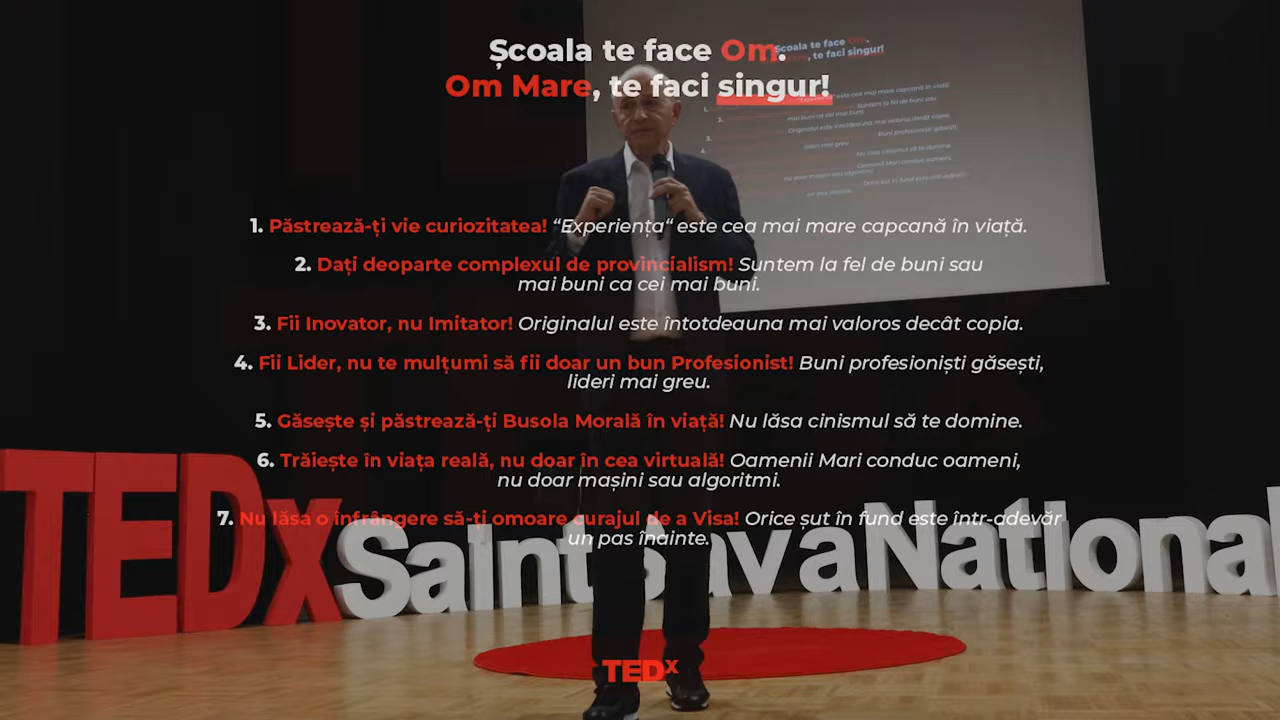 Școala te face Om.
Om Mare, te faci singur!
1. Păstrează-ți vie curiozitatea! “Experiența“ este cea mai mare capcană în viață.
2. Dați deoparte complexul de provincialism! Suntem la fel de buni sau
mai buni ca cei mai buni.
3. Fii Inovator, nu Imitator! Originalul este întotdeauna mai valoros decât copia.
4. Fii Lider, nu te mulțumi să fii doar un bun Profesionist! Buni profesioniști găsești,
lideri mai greu.
5. Găsește și păstrează-ți Busola Morală în viață! Nu lăsa cinismul să te domine.
6. Trăiește în viața reală, nu doar în cea virtuală! Oamenii Mari conduc oameni,
nu doar mașini sau algoritmi.
7. Nu lăsa o înfrângere să-ți omoare curajul de a Visa! Orice șut în fund este într-adevăr
un pas înainte.
TEDxSaintSavaNational
TEDx